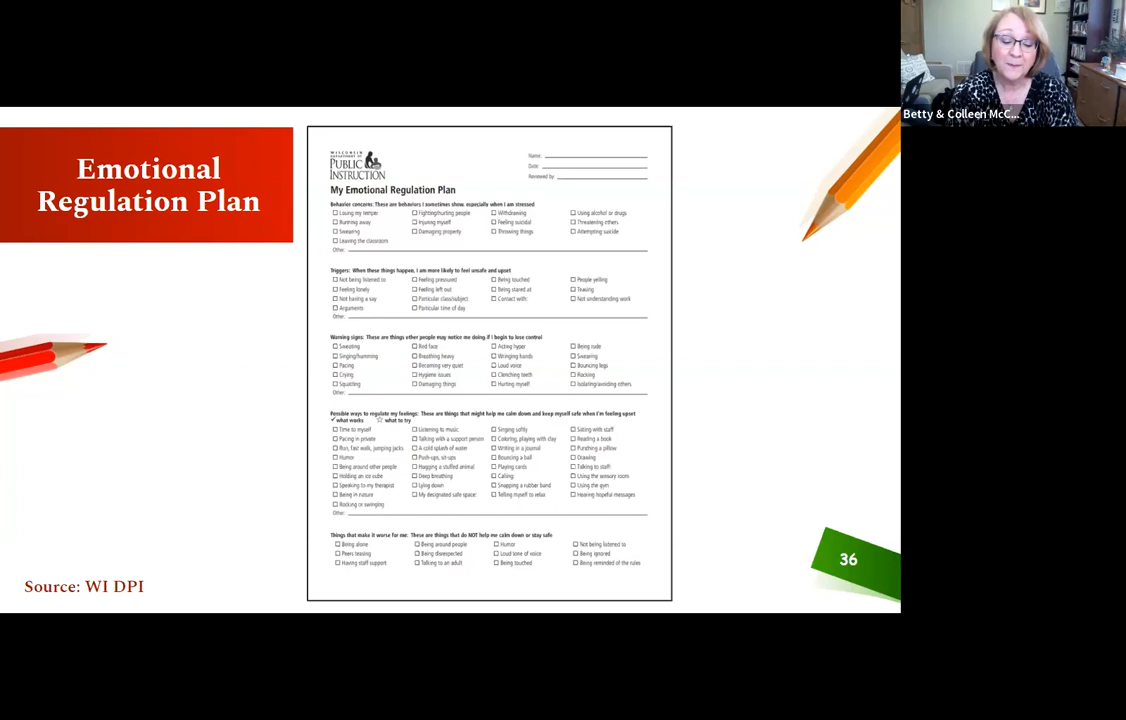 Betty & Colleen McC...
Emotional
Regulation Plan
WISCONSIN
DEPARTMENT OF
PUBLIC
INSTRUCTION
Name:
Date:
Reviewed by:
My Emotional Regulation Plan
Behavior concerns: These are behaviors I sometimes show, especially when I am stressed
Losing my temper Fighting/hurting people Withdrawing Using alcohol or drugs
Running away Injuring myself Feeling suicidal Threatening others
Swearing Damaging property Throwing things Attempting suicide
Leaving the classroom
Other:
Triggers: When these things happen, I am more likely to feel unsafe and upset
Not being listened to Feeling pressured Being touched People yelling
Feeling lonely Feeling left out Being stared at Teasing
Not having a say Particular class/subject Contact with: Not understanding work
Arguments Particular time of day
Other:
Warning signs: These are things other people may notice me doing if I begin to lose control
Sweating Red face Acting hyper Being rude
Singing/humming Breathing heavy Wringing hands Swearing
Pacing Becoming very quiet Loud voice Bouncing legs
Crying Hygiene issues Clenching teeth Rocking
Squatting Damaging things Hurting myself Isolating/avoiding others
Other:
Possible ways to regulate my feelings: These are things that might help me calm down and keep myself safe when I'm feeling upset
✓ what works ☆ what to try
Time to myself Listening to music Singing softly Sitting with staff
Pacing in private Talking with a support person Coloring, playing with clay Reading a book
Run, fast walk, jumping jacks A cold splash of water Writing in a journal Punching a pillow
Humor Push-ups, sit-ups Bouncing a ball Drawing
Being around other people Hugging a stuffed animal Playing cards Talking to staff:
Holding an ice cube Deep breathing Calling: Using the sensory room
Speaking to my therapist Lying down Snapping a rubber band Using the gym
Being in nature My designated safe space: Telling myself to relax Hearing hopeful messages
Rocking or swinging
Other:
Things that make it worse for me: These are things that do NOT help me calm down or stay safe
Being alone Being around people Humor Not being listened to
Peers teasing Being disrespected Loud tone of voice Being ignored
Having staff support Talking to an adult Being touched Being reminded of the rules
36
Source: WI DPI